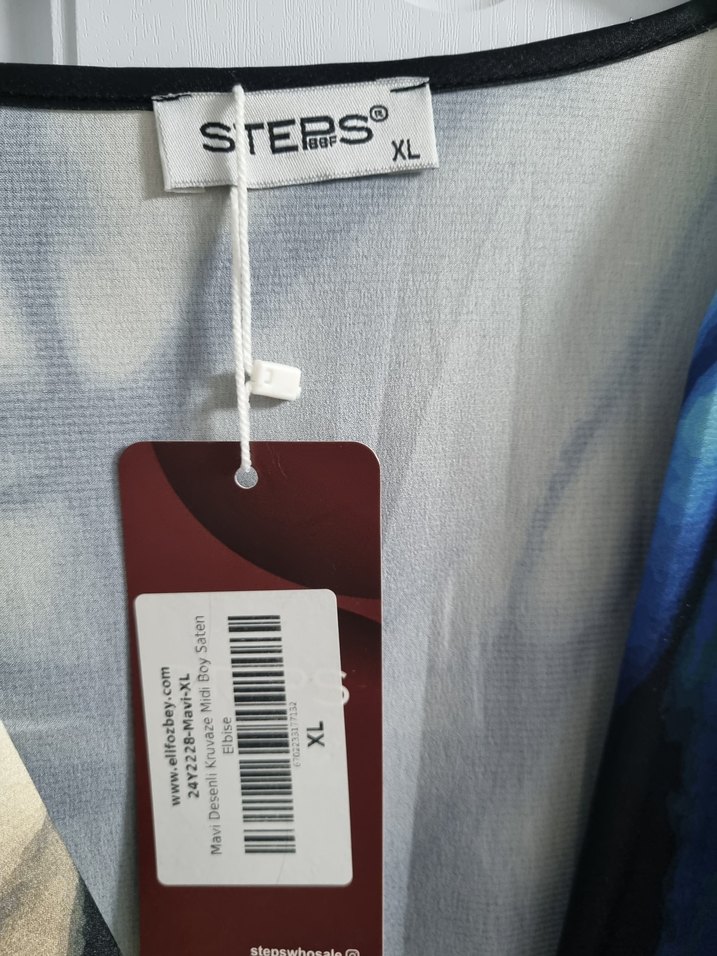 STEPS®
XL
www.elifozbey.com
24Y2228-Mavi-XL
Mavi Desenli Kruvaze Midi Boy Saten
Elbise
XL
stepswhosale